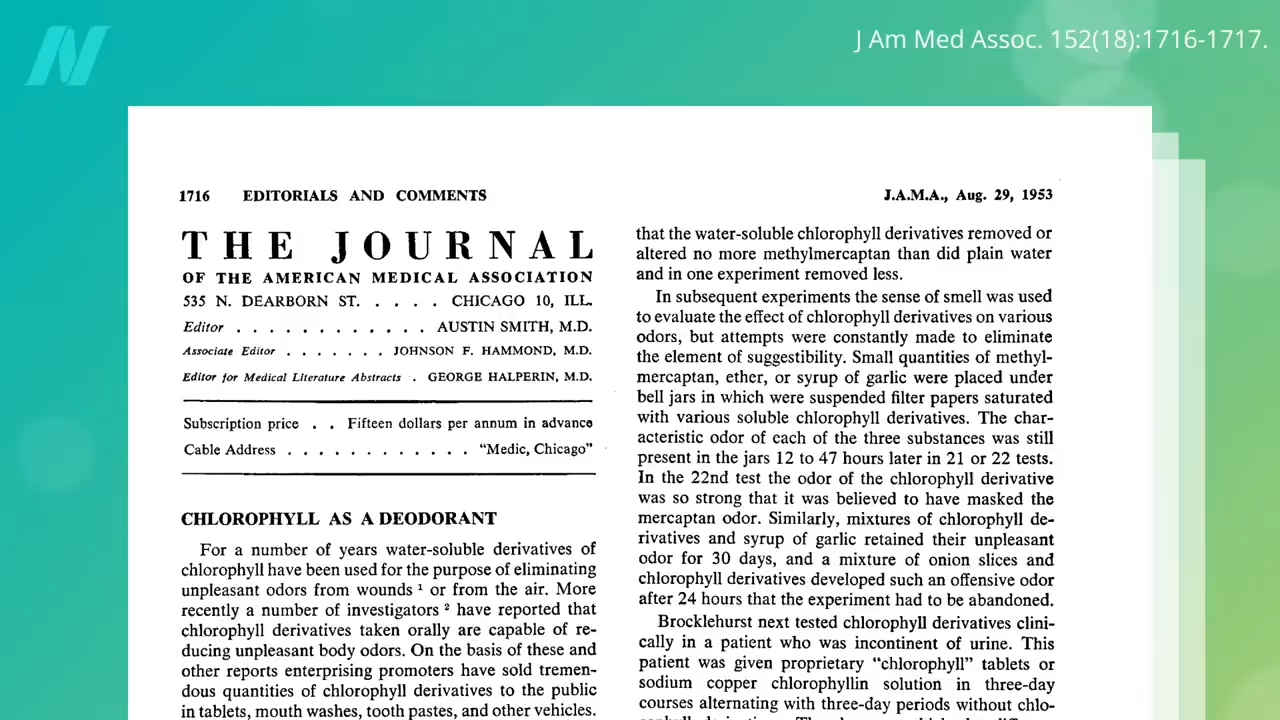 J Am Med Assoc. 152(18):1716-1717.
1716 EDITORIALS AND COMMENTS
J.A.M.A., Aug. 29, 1953
THE JOURNAL
OF THE AMERICAN MEDICAL ASSOCIATION
535 N. DEARBORN ST. . . . . CHICAGO 10, ILL.
Editor . . . . . . . . . . . . AUSTIN SMITH, M.D.
Associate Editor . . . . . . . JOHNSON F. HAMMOND, M.D.
Editor for Medical Literature Abstracts . GEORGE HALPERIN, M.D.
Subscription price . . Fifteen dollars per annum in advance
Cable Address . . . . . . . . . . . . "Medic, Chicago"
CHLOROPHYLL AS A DEODORANT
For a number of years water-soluble derivatives of
chlorophyll have been used for the purpose of eliminating
unpleasant odors from wounds ¹ or from the air. More
recently a number of investigators ² have reported that
chlorophyll derivatives taken orally are capable of re-
ducing unpleasant body odors. On the basis of these and
other reports enterprising promoters have sold tremen-
dous quantities of chlorophyll derivatives to the public
in tablets, mouth washes, tooth pastes, and other vehicles.
that the water-soluble chlorophyll derivatives removed or
altered no more methylmercaptan than did plain water
and in one experiment removed less.
In subsequent experiments the sense of smell was used
to evaluate the effect of chlorophyll derivatives on various
odors, but attempts were constantly made to eliminate
the element of suggestibility. Small quantities of methyl-
mercaptan, ether, or syrup of garlic were placed under
bell jars in which were suspended filter papers saturated
with various soluble chlorophyll derivatives. The char-
acteristic odor of each of the three substances was still
present in the jars 12 to 47 hours later in 21 or 22 tests.
In the 22nd test the odor of the chlorophyll derivative
was so strong that it was believed to have masked the
mercaptan odor. Similarly, mixtures of chlorophyll de-
rivatives and syrup of garlic retained their unpleasant
odor for 30 days, and a mixture of onion slices and
chlorophyll derivatives developed such an offensive odor
after 24 hours that the experiment had to be abandoned.
Brocklehurst next tested chlorophyll derivatives clini-
cally in a patient who was incontinent of urine. This
patient was given proprietary "chlorophyll" tablets or
sodium copper chlorophyllin solution in three-day
courses alternating with three-day periods without chlo-